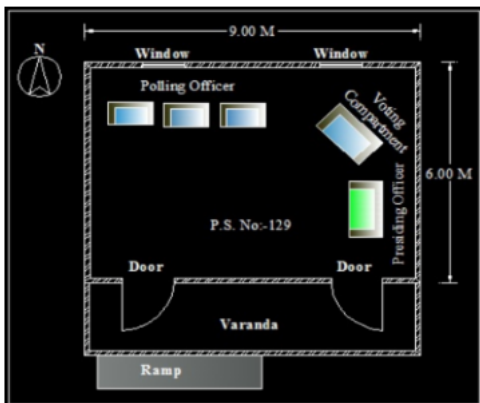 9.00 M
N
Window
Window
Polling Officer
Voting
Compartment
6.00 M
Presiding Officer
P.S. No:-129
Door
Door
Varanda
Ramp